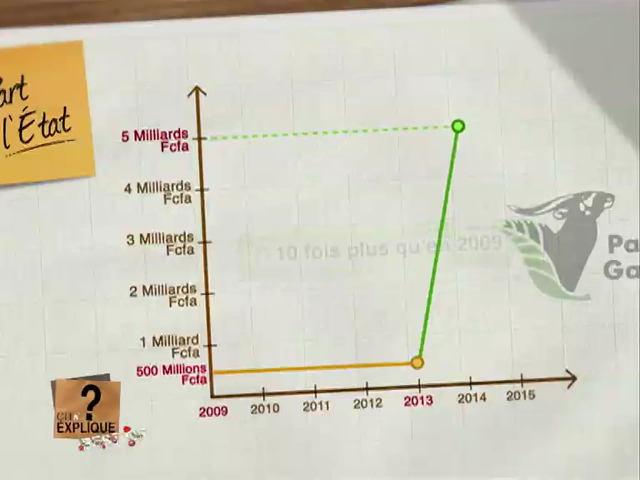 l'État
5 Milliards
Fcfa
4 Milliards
Fcfa
3 Milliards
Fcfa
10 fois plus qu'en 2009
2 Milliards
Fcfa
1 Milliard
Fcfa
500 Millions
Fcfa
2009 2010 2011 2012 2013 2014 2015
?
EXPLIQUE